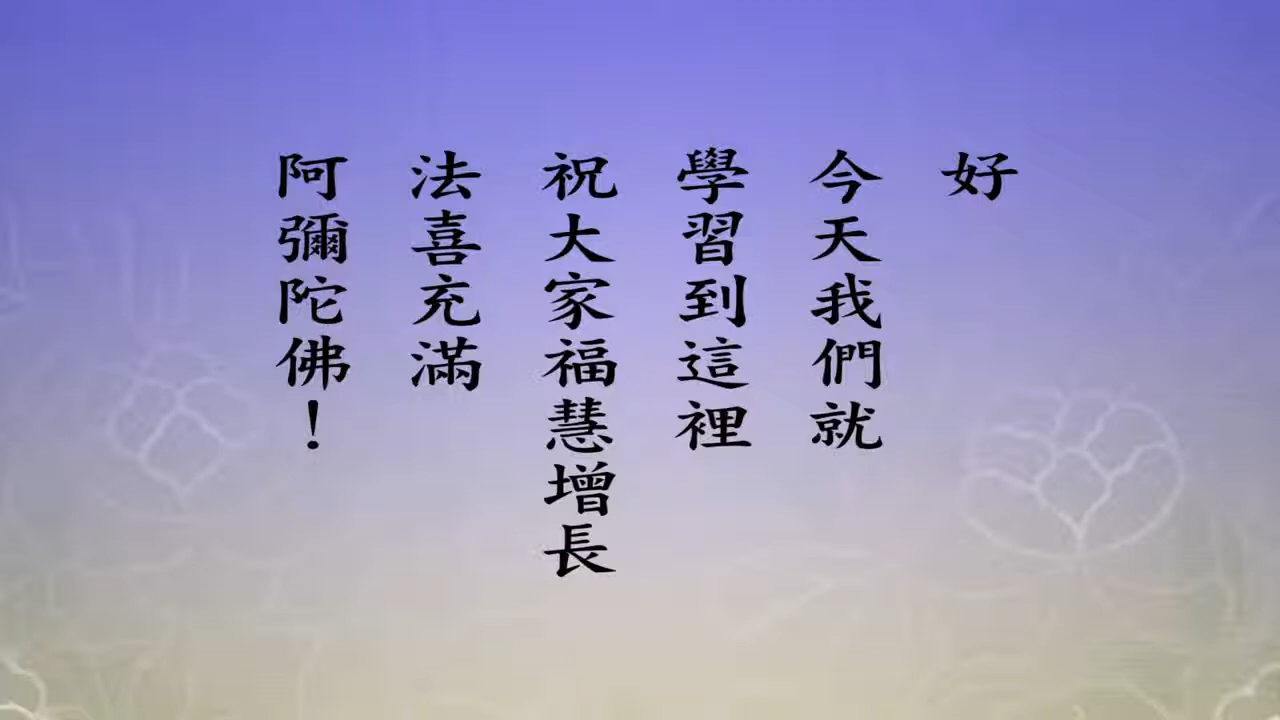 好
今天我們就
學習到這裡
祝大家福慧增長
法喜充滿
阿彌陀佛！